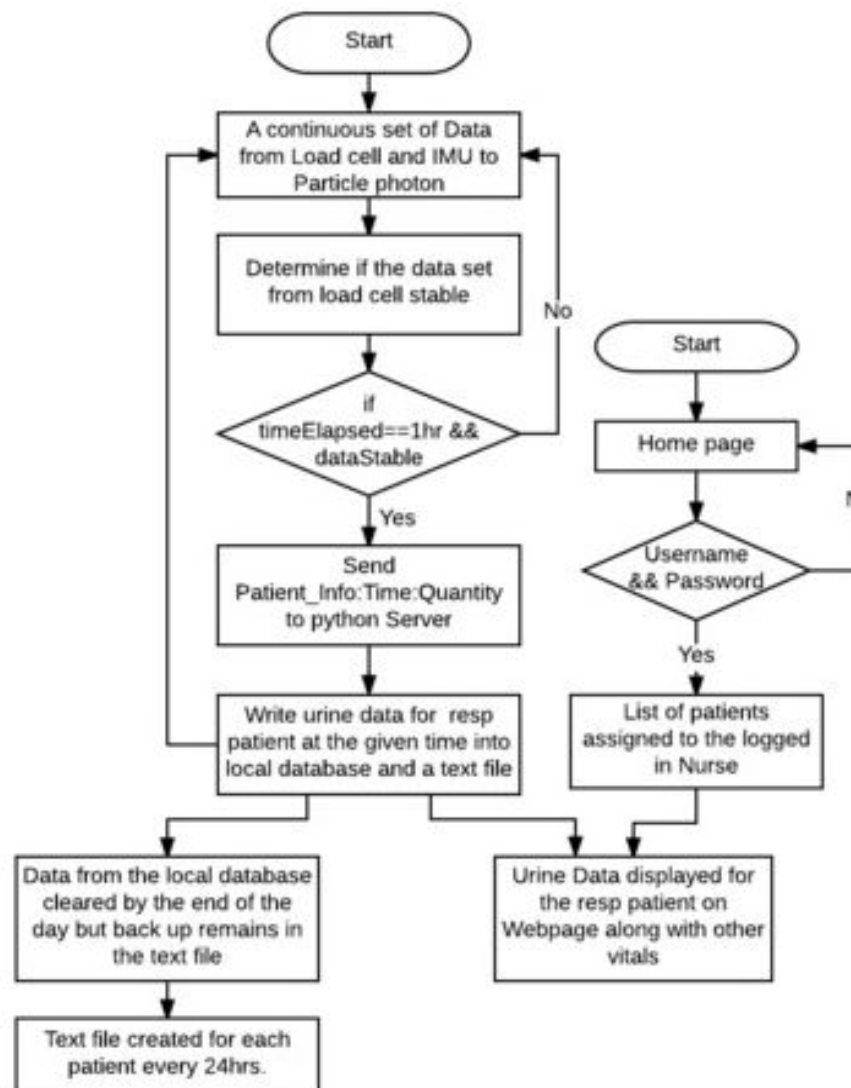 Start
A continuous set of Data
from Load cell and IMU to
Particle photon
Determine if the data set
from load cell stable
No
if
timeElapsed==1hr &&
dataStable
Yes
Send
Patient_Info:Time:Quantity
to python Server
Write urine data for resp
patient at the given time into
local database and a text file
Data from the local database
cleared by the end of the
day but back up remains in
the text file
Text file created for each
patient every 24hrs.
Start
Home page
Username
&& Password
Yes
List of patients
assigned to the logged
in Nurse
Urine Data displayed for
the resp patient on
Webpage along with other
vitals